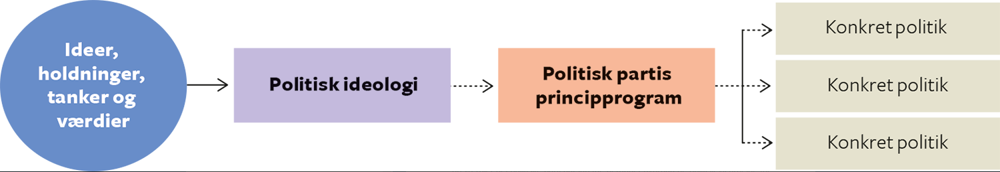 Ideer,
holdninger,
tanker og
værdier
Politisk ideologi
Politisk partis
principprogram
Konkret politik
Konkret politik
Konkret politik